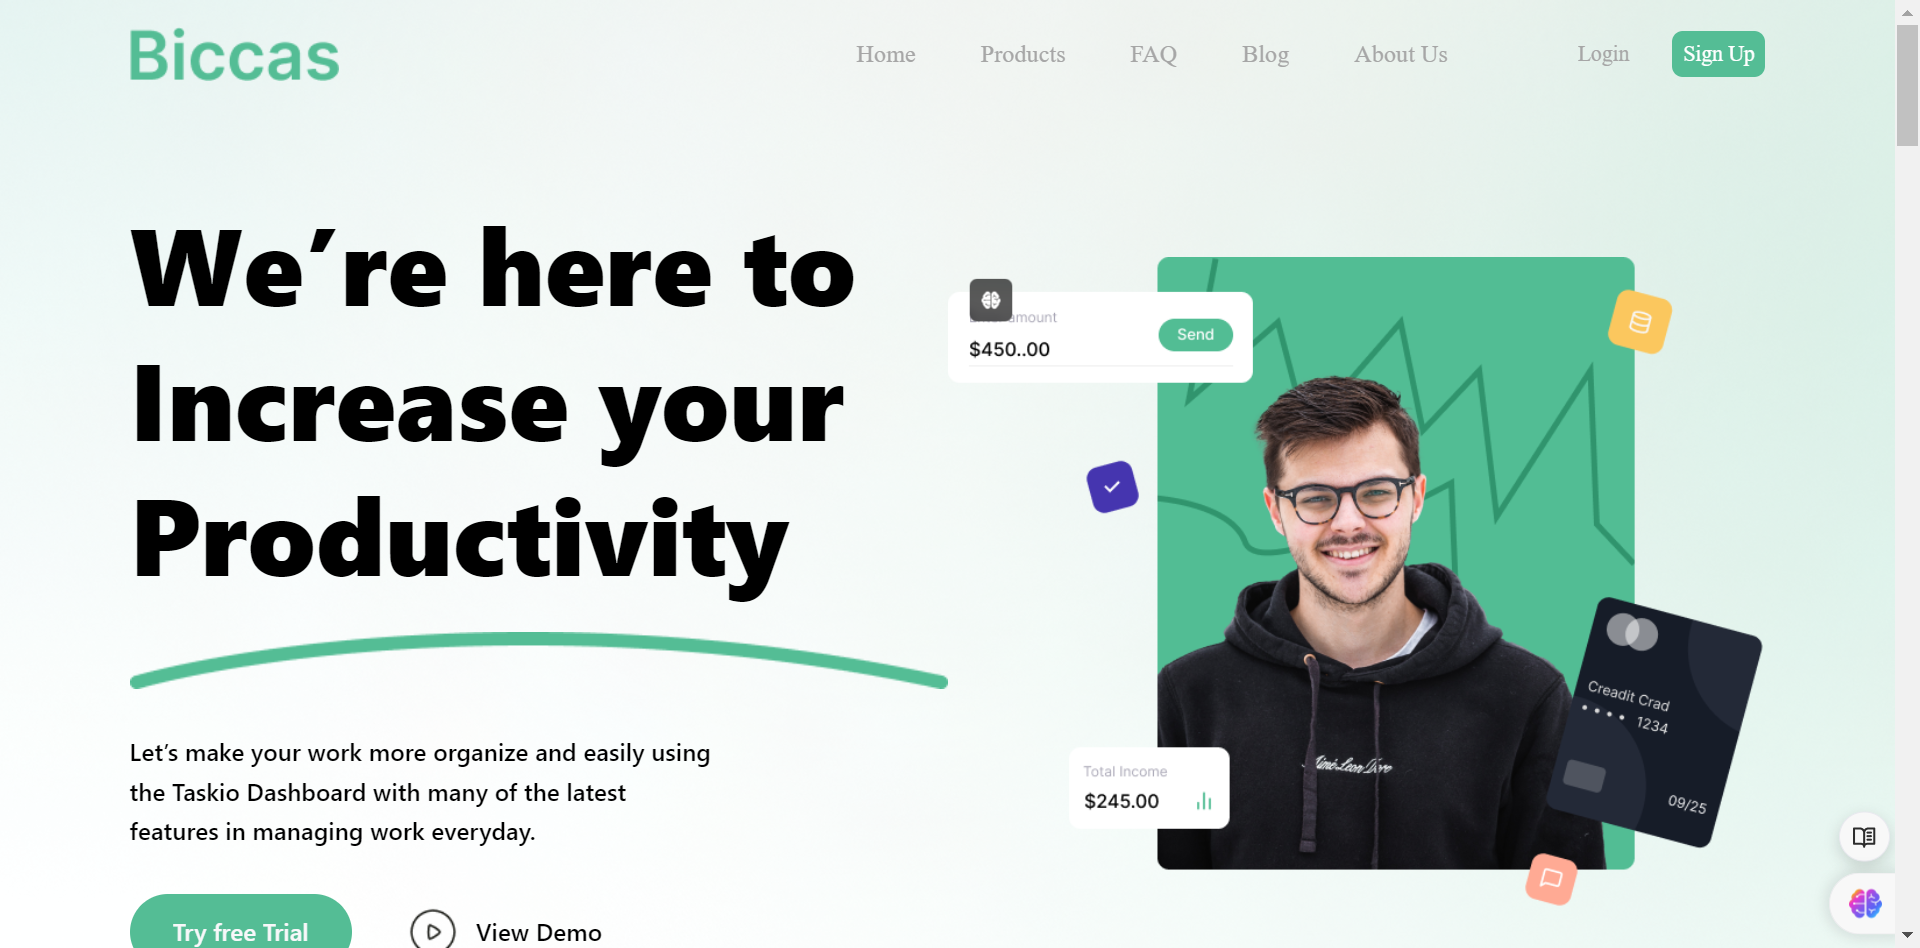 Biccas
Home
Products
FAQ
Blog
About Us
Login
Sign Up
We’re here to
Increase your
Productivity
Let’s make your work more organize and easily using
the Taskio Dashboard with many of the latest
features in managing work everyday.
Try free Trial
View Demo
amount
$450..00
Send
Creadit Crad
•••• 1234
09/25
Total Income
$245.00
Aimé Leon Dore